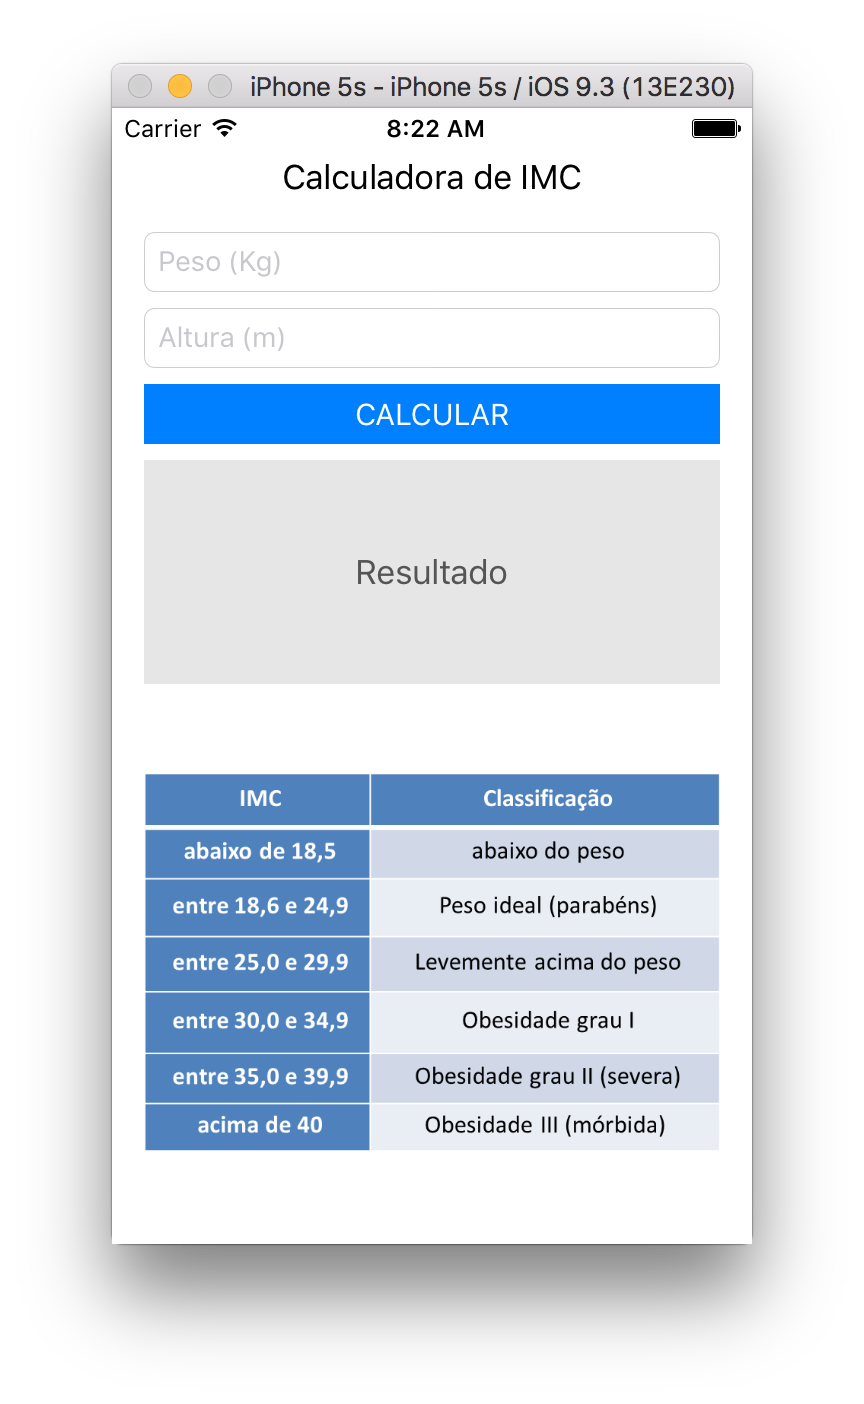 iPhone 5s - iPhone 5s / iOS 9.3 (13E230)
Carrier 8:22 AM
Calculadora de IMC
Peso (Kg)
Altura (m)
CALCULAR
Resultado
IMC Classificação
abaixo de 18,5 abaixo do peso
entre 18,6 e 24,9 Peso ideal (parabéns)
entre 25,0 e 29,9 Levemente acima do peso
entre 30,0 e 34,9 Obesidade grau I
entre 35,0 e 39,9 Obesidade grau II (severa)
acima de 40 Obesidade III (mórbida)